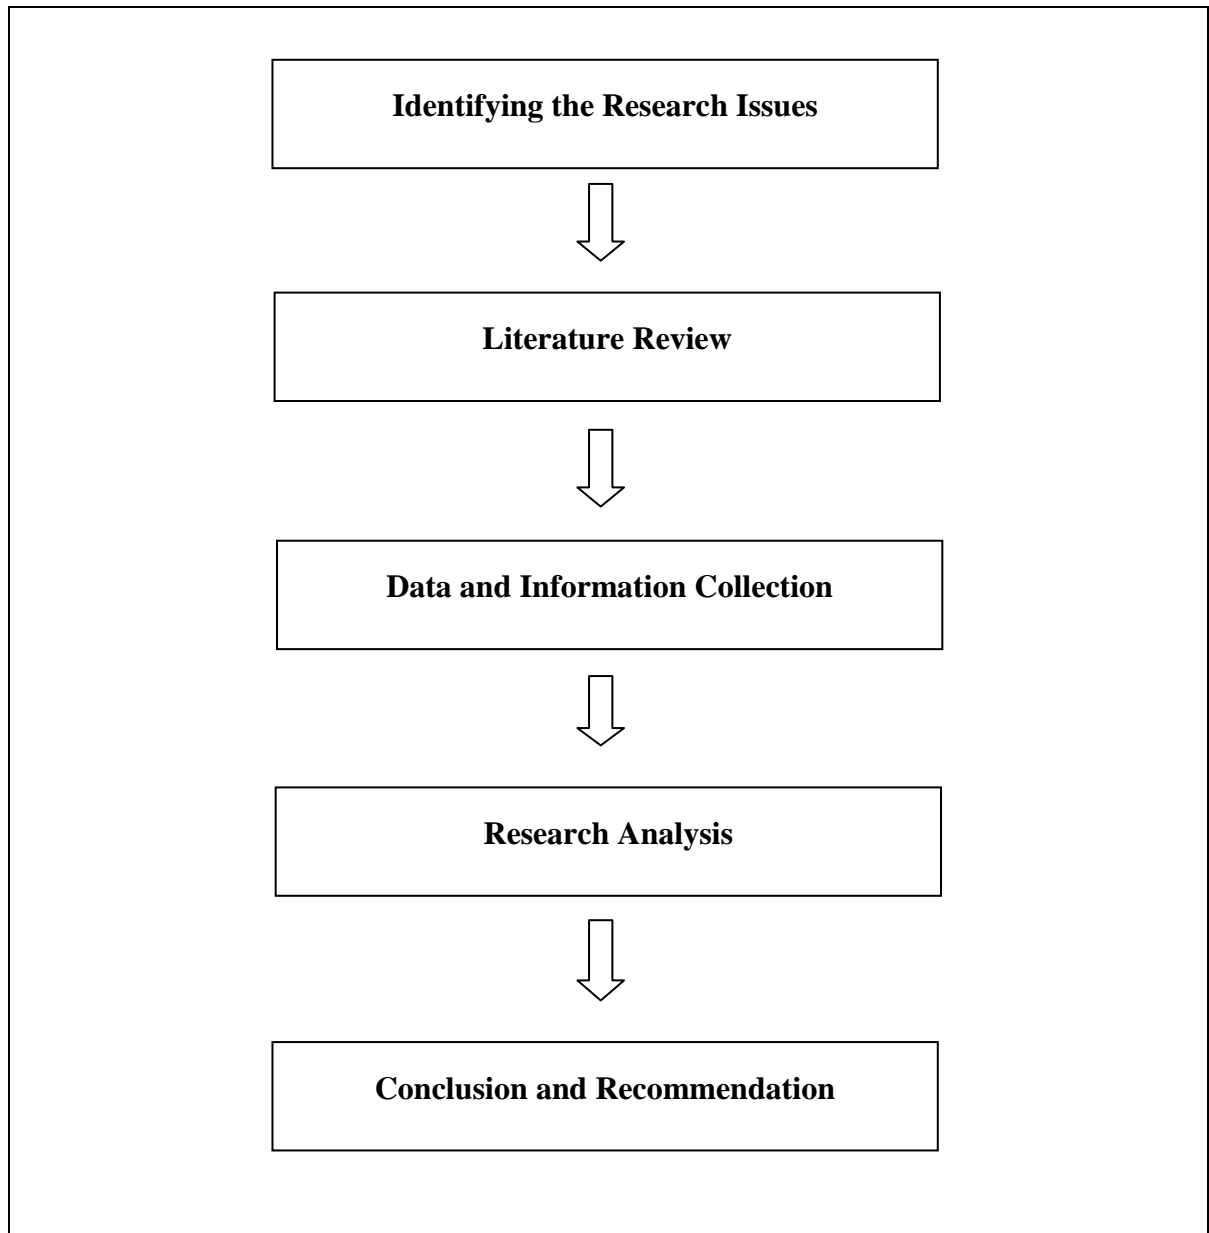 Identifying the Research Issues
Literature Review
Data and Information Collection
Research Analysis
Conclusion and Recommendation